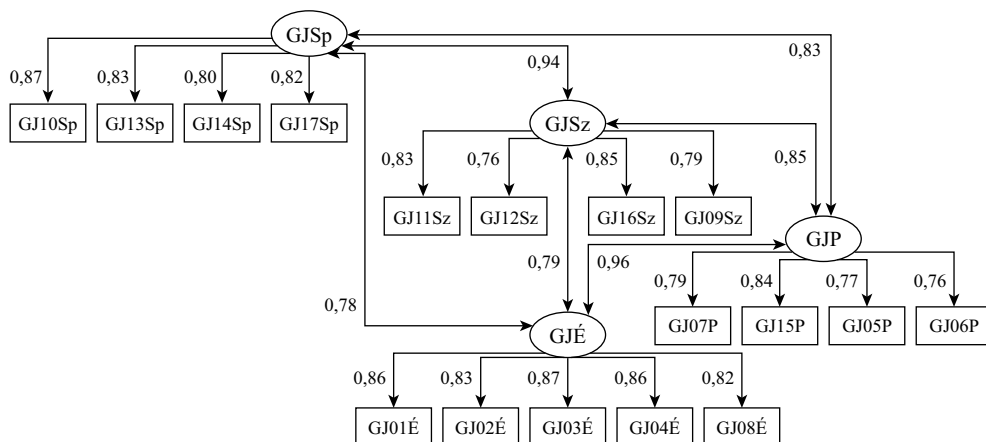 GJSp
0,83
0,87
0,83
0,80
0,82
0,94
GJ10Sp
GJ13Sp
GJ14Sp
GJ17Sp
GJSz
0,83
0,76
0,85
0,79
0,85
GJ11Sz
GJ12Sz
GJ16Sz
GJ09Sz
GJP
0,79
0,96
0,79
0,84
0,77
0,76
0,78
GJ07P
GJ15P
GJ05P
GJ06P
GJÉ
0,86
0,83
0,87
0,86
0,82
GJ01É
GJ02É
GJ03É
GJ04É
GJ08É